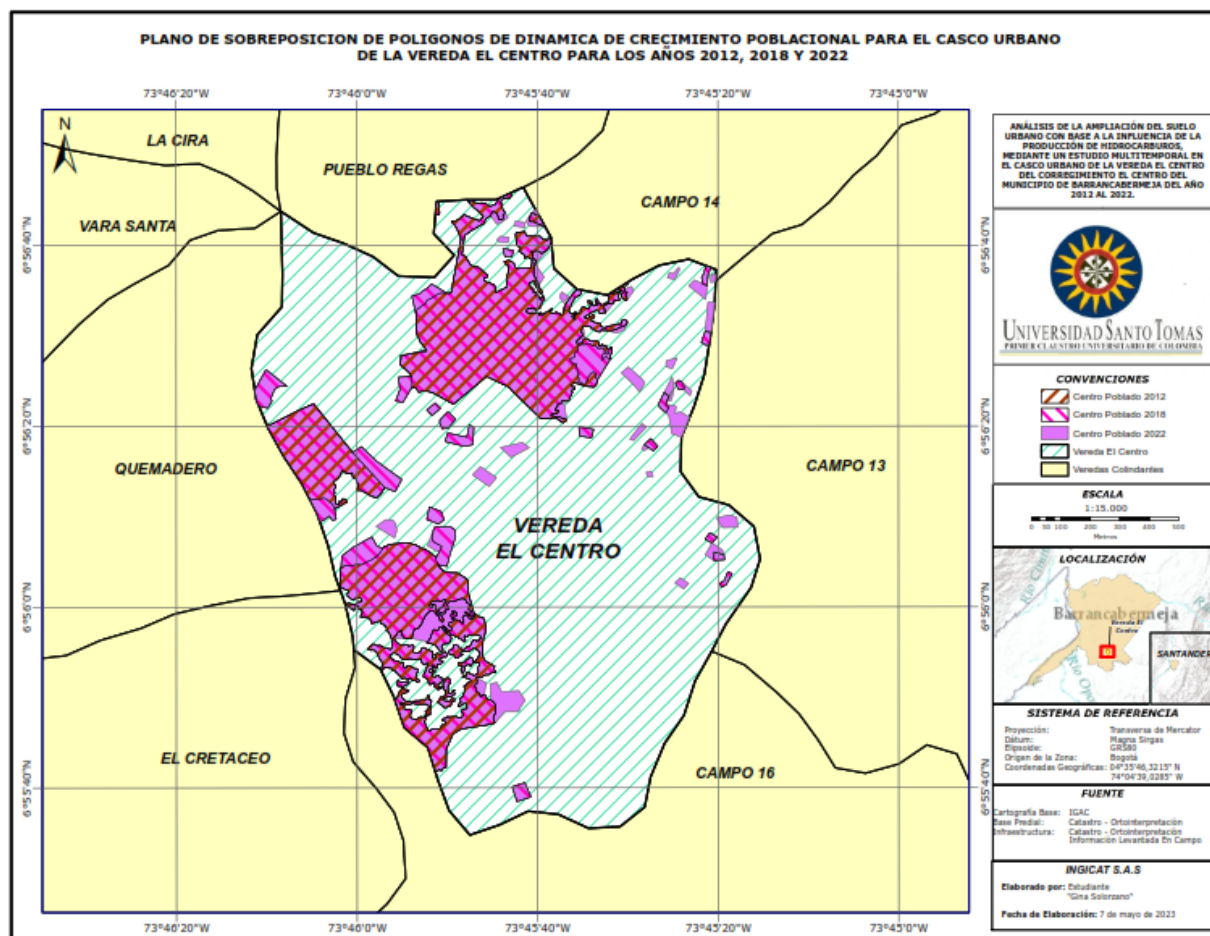 PLANO DE SOBREPOSICION DE POLIGONOS DE DINAMICA DE CRECIMIENTO POBLACIONAL PARA EL CASCO URBANO
DE LA VEREDA EL CENTRO PARA LOS AÑOS 2012, 2018 Y 2022
73°46'20"W 73°46'0"W 73°45'40"W 73°45'20"W 73°45'0"W
N
LA CIRA
PUEBLO REGAS
CAMPO 14
VARA SANTA
6°56'40"N 6°56'40"N
6°56'20"N 6°56'20"N
QUEMADERO
CAMPO 13
VEREDA
EL CENTRO
6°56'0"N 6°56'0"N
EL CRETACEO
CAMPO 16
6°55'40"N 6°55'40"N
73°46'20"W 73°46'0"W 73°45'40"W 73°45'20"W 73°45'0"W
ANÁLISIS DE LA AMPLIACIÓN DEL SUELO
URBANO CON BASE A LA INFLUENCIA DE LA
PRODUCCIÓN DE HIDROCARBUROS,
MEDIANTE UN ESTUDIO MULTITEMPORAL EN
EL CASCO URBANO DE LA VEREDA EL CENTRO
DEL CORREGIMIENTO EL CENTRO DEL
MUNICIPIO DE BARRANCABERMEJA DEL AÑO
2012 AL 2022.
UNIVERSIDAD SANTO TOMAS
PRIMER CLAUSTRO UNIVERSITARIO DE COLOMBIA
CONVENCIONES
Centro Poblado 2012
Centro Poblado 2018
Centro Poblado 2022
Vereda El Centro
Veredas Colindantes
ESCALA
1:15.000
0 50 100 200 300 400 500
Metros
LOCALIZACIÓN
Barrancabermeja
Vereda El
Centro
SANTANDER
Río Opo
SISTEMA DE REFERENCIA
Proyección: Transversa de Mercator
Dátum: Magna Sirgas
Elipsoide: GRS80
Origen de la Zona: Bogotá
Coordenadas Geográficas: 04°35'46,3215" N
74°04'39,0285" W
FUENTE
Cartografía Base: IGAC
Base Predial: Catastro - Ortointerpretación
Infraestructura: Catastro - Ortointerpretación
Información Levantada En Campo
INGICAT S.A.S
Elaborado por: Estudiante
"Gina Solorzano"
Fecha de Elaboración: 7 de mayo de 2023